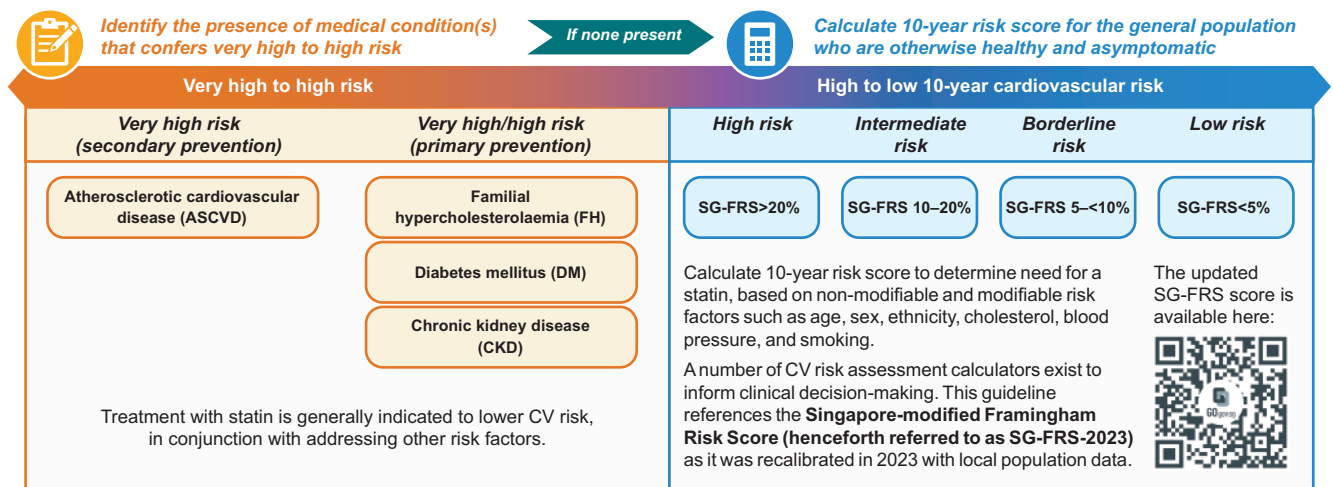 Identify the presence of medical condition(s)
that confers very high to high risk
If none present
Calculate 10-year risk score for the general population
who are otherwise healthy and asymptomatic
Very high to high risk
High to low 10-year cardiovascular risk
Very high risk
(secondary prevention)
Very high/high risk
(primary prevention)
High risk
Intermediate
risk
Borderline
risk
Low risk
Atherosclerotic cardiovascular
disease (ASCVD)
Familial
hypercholesterolaemia (FH)
Diabetes mellitus (DM)
Chronic kidney disease
(CKD)
Treatment with statin is generally indicated to lower CV risk,
in conjunction with addressing other risk factors.
SG-FRS>20%
SG-FRS 10–20%
SG-FRS 5–<10%
SG-FRS<5%
Calculate 10-year risk score to determine need for a
statin, based on non-modifiable and modifiable risk
factors such as age, sex, ethnicity, cholesterol, blood
pressure, and smoking.
A number of CV risk assessment calculators exist to
inform clinical decision-making. This guideline
references the Singapore-modified Framingham
Risk Score (henceforth referred to as SG-FRS-2023)
as it was recalibrated in 2023 with local population data.
The updated
SG-FRS score is
available here:
GOgovsg